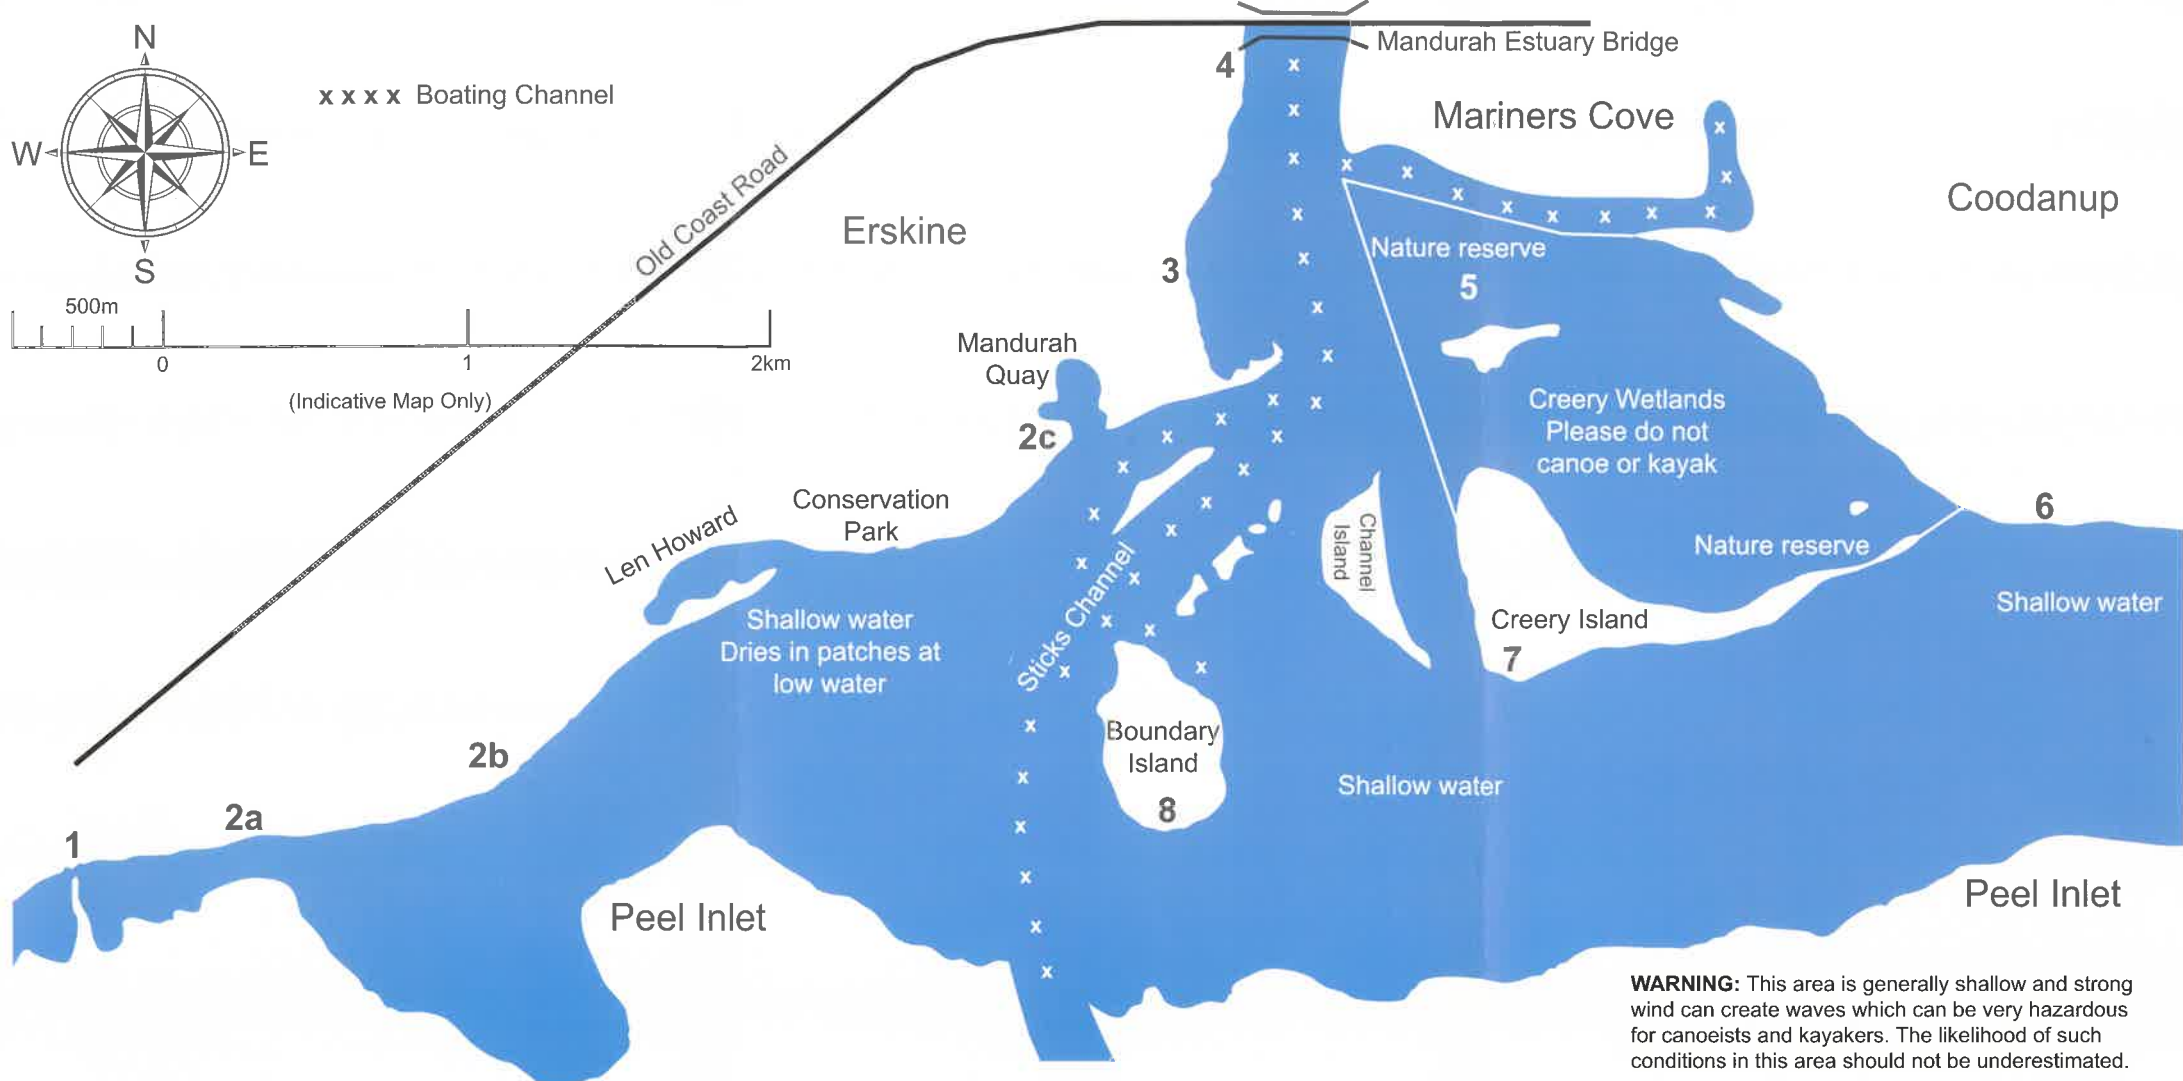 N
W
E
S
x x x x Boating Channel
500m
0
1
2km
(Indicative Map Only)
Old Coast Road
Mandurah Estuary Bridge
4
Mariners Cove
Coodanup
Erskine
3
Nature reserve
5
Mandurah
Quay
2c
Creery Wetlands
Please do not
canoe or kayak
Len Howard
Conservation
Park
6
Nature reserve
Channel
Island
Sticks Channel
Shallow water
Shallow water
Dries in patches at
low water
Creery Island
7
Boundary
Island
8
Shallow water
2b
2a
1
Peel Inlet
Peel Inlet
WARNING: This area is generally shallow and strong
wind can create waves which can be very hazardous
for canoeists and kayakers. The likelihood of such
conditions in this area should not be underestimated.